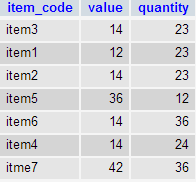 item_code value quantity
item3 14 23
item1 12 23
item2 14 23
item5 36 12
item6 14 36
item4 14 24
itme7 42 36